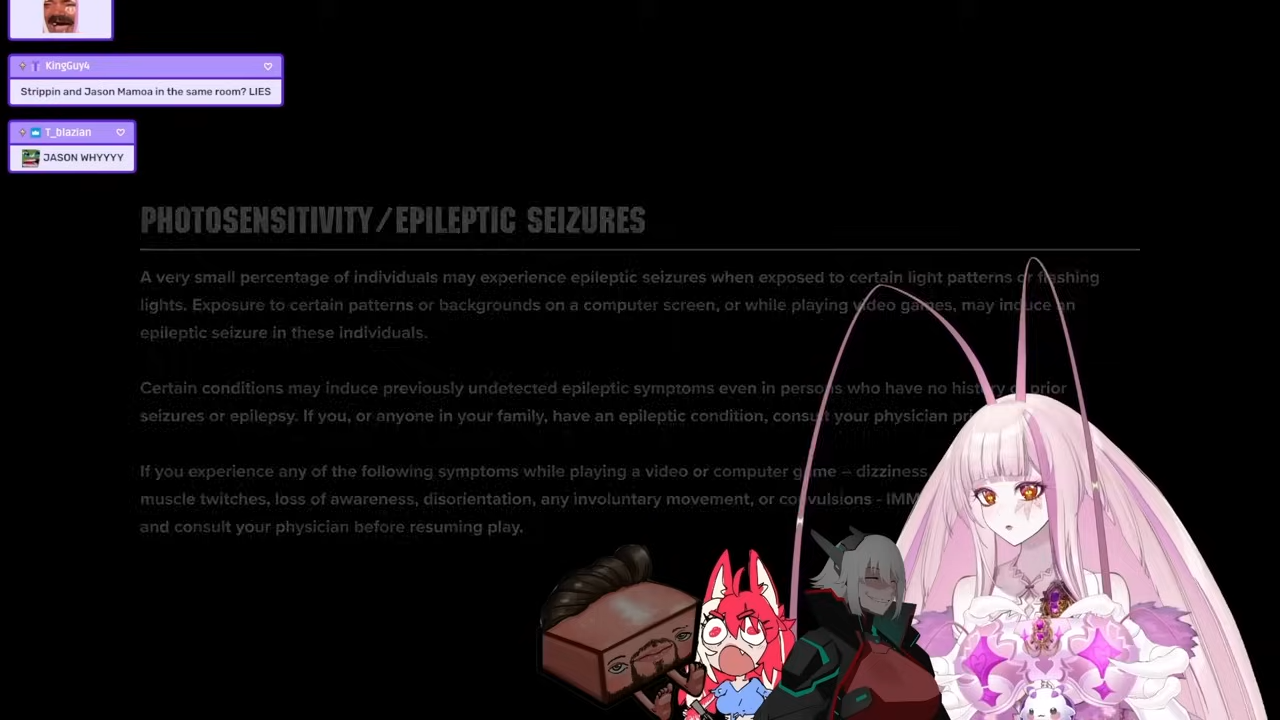 KingGuy4
Strippin and Jason Mamoa in the same room? LIES
T_blazian
JASON WHYYYY
PHOTOSENSITIVITY/EPILEPTIC SEIZURES
A very small percentage of individuals may experience epileptic seizures when exposed to certain light patterns or flashing
lights. Exposure to certain patterns or backgrounds on a computer screen, or while playing video games, may induce an
epileptic seizure in these individuals.
Certain conditions may induce previously undetected epileptic symptoms even in persons who have no history of prior
seizures or epilepsy. If you, or anyone in your family, have an epileptic condition, consult your physician
If you experience any of the following symptoms while playing a video or computer game – dizziness
muscle twitches, loss of awareness, disorientation, any involuntary movement, or convulsions -
and consult your physician before resuming play.